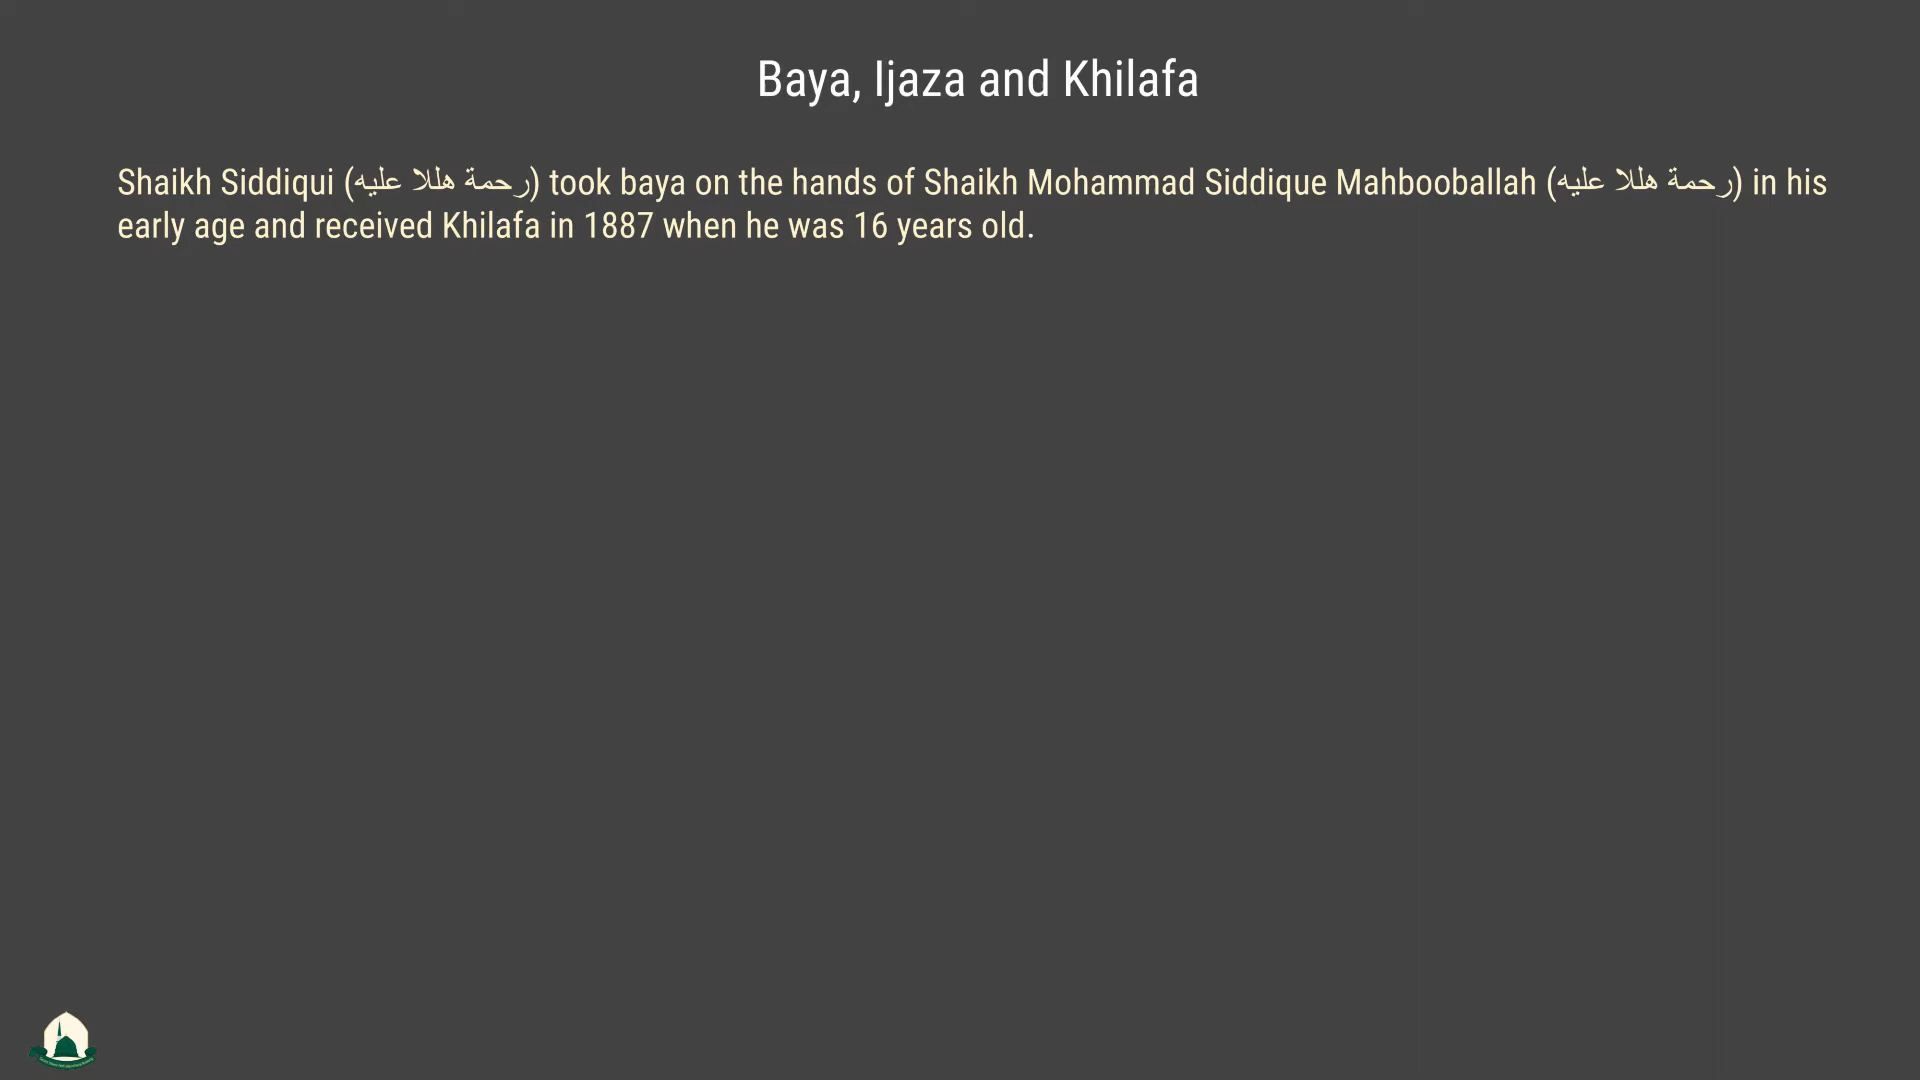 Baya, Ijaza and Khilafa
Shaikh Siddiqui (رحمة هللا عليه) took baya on the hands of Shaikh Mohammad Siddique Mahbooballah (رحمة هللا عليه) in his
early age and received Khilafa in 1887 when he was 16 years old.